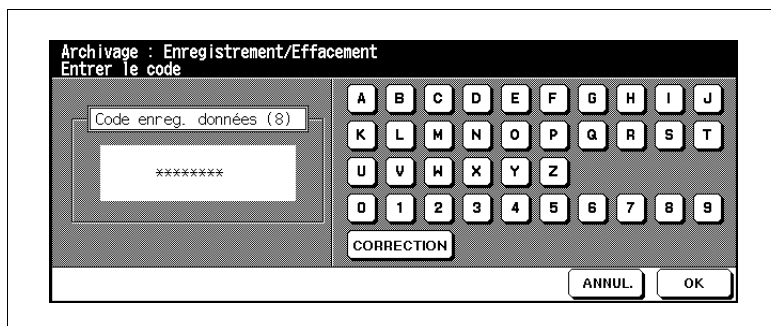 Archivage : Enregistrement/Effacement
Entrer le code
Code enreg. données (8)
********
A B C D E F G H I J
K L M N O P Q R S T
U V W X Y Z
0 1 2 3 4 5 6 7 8 9
CORRECTION
ANNUL. OK